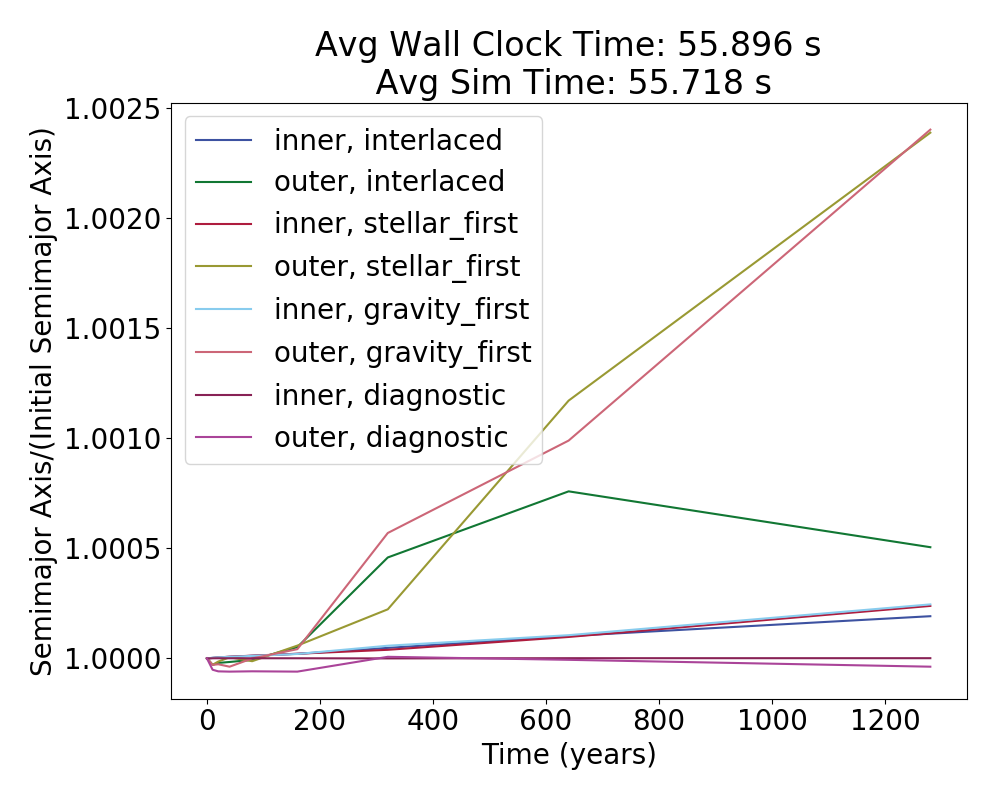 Avg Wall Clock Time: 55.896 s
Avg Sim Time: 55.718 s
Semimajor Axis/(Initial Semimajor Axis)
1.0025
1.0020
1.0015
1.0010
1.0005
1.0000
inner, interlaced
outer, interlaced
inner, stellar_first
outer, stellar_first
inner, gravity_first
outer, gravity_first
inner, diagnostic
outer, diagnostic
0 200 400 600 800 1000 1200
Time (years)